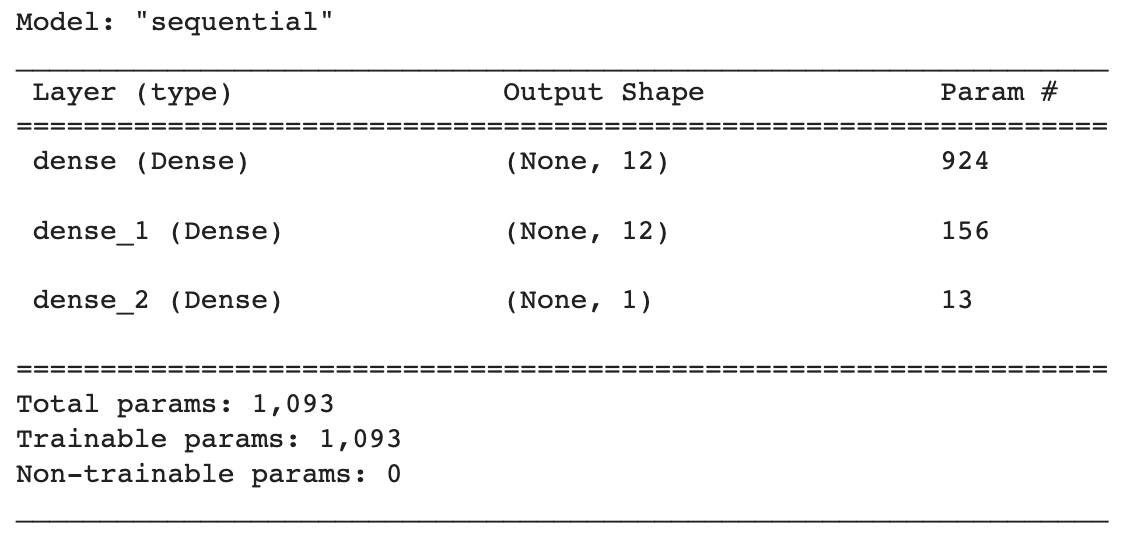 Model: "sequential"
Layer (type) Output Shape Param #
=================================================================
dense (Dense) (None, 12) 924
dense_1 (Dense) (None, 12) 156
dense_2 (Dense) (None, 1) 13
=================================================================
Total params: 1,093
Trainable params: 1,093
Non-trainable params: 0